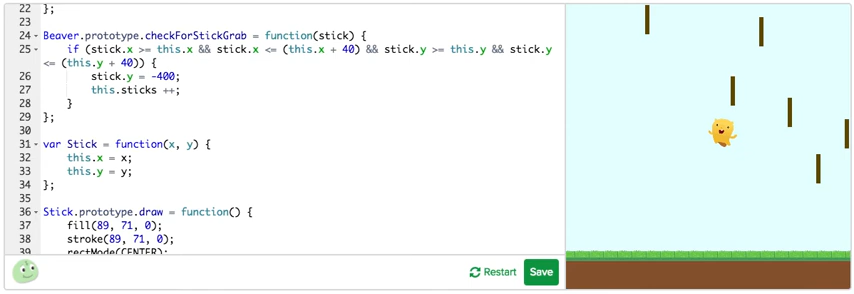 22 };
23
24 Beaver.prototype.checkForStickGrab = function(stick) {
25 if (stick.x >= this.x && stick.x <= (this.x + 40) && stick.y >= this.y && stick.y
<= (this.y + 40)) {
26 stick.y = -400;
27 this.sticks ++;
28 }
29 };
30
31 var Stick = function(x, y) {
32 this.x = x;
33 this.y = y;
34 };
35
36 Stick.prototype.draw = function() {
37 fill(89, 71, 0);
38 stroke(89, 71, 0);
39 rectMode(CENTER);
Restart Save